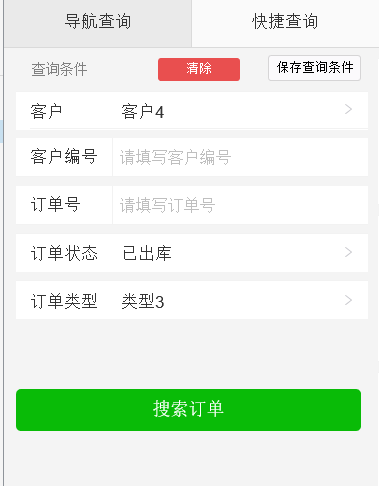 导航查询 快捷查询
查询条件 清除 保存查询条件
客户 客户4
客户编号 请填写客户编号
订单号 请填写订单号
订单状态 已出库
订单类型 类型3
搜索订单